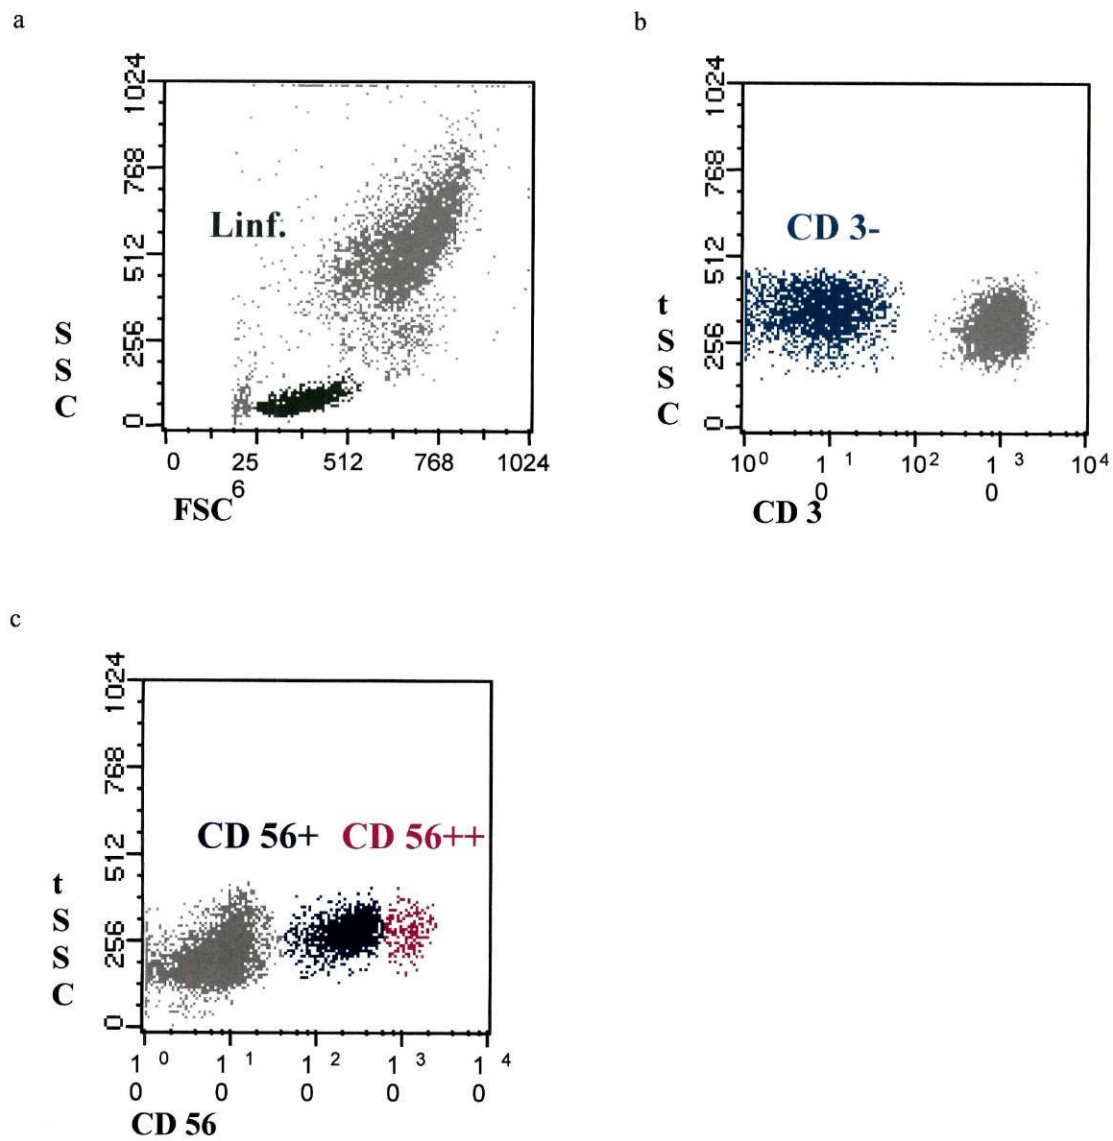 a
1024
768
512
256
0
Linf.
S
S
C
0 25 512 768 1024
6
FSC
b
1024
768
512
256
0
CD 3-
t
S
S
C
10⁰ 1 ¹ 10² 1 ³ 10⁴
0 0
CD 3
c
1024
768
512
256
0
CD 56+ CD 56++
t
S
S
C
1 ⁰ 1 ¹ 1 ² 1 ³ 1 ⁴
0 0 0 0 0
CD 56